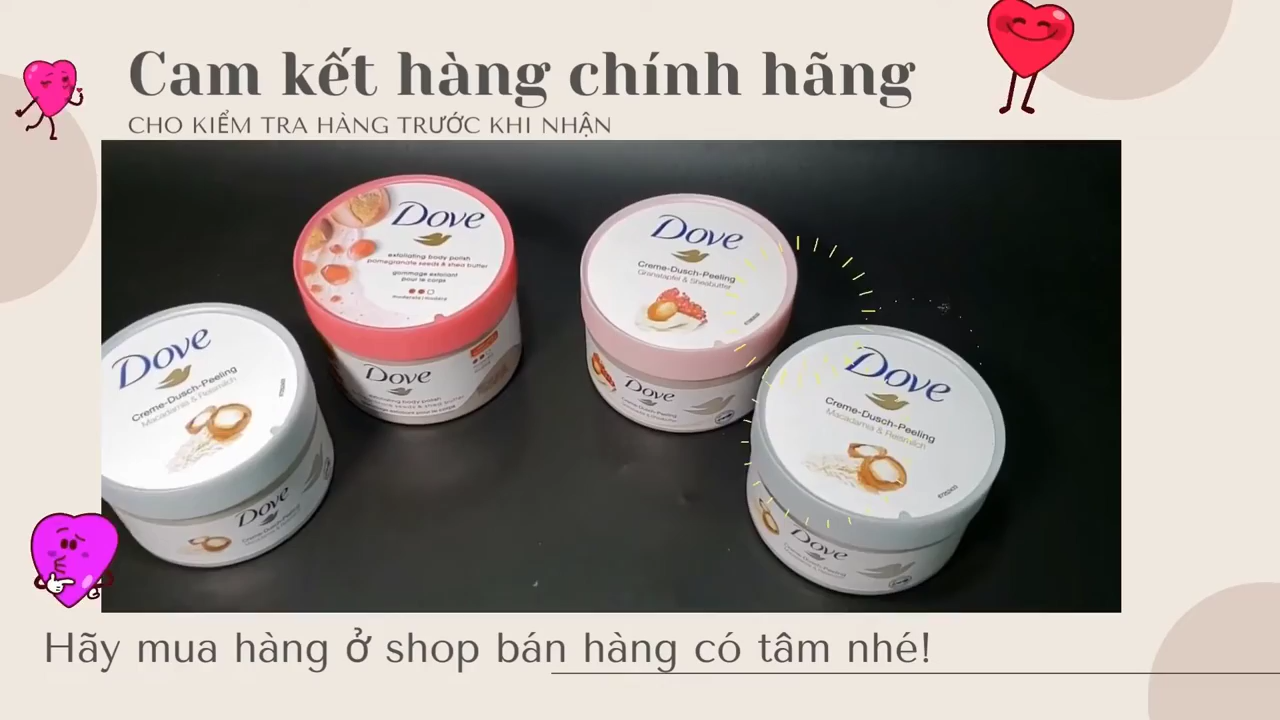 Cam kết hàng chính hãng
CHO KIỂM TRA HÀNG TRƯỚC KHI NHẬN
Dove
exfoliating body polish
pomegranate seeds & shea butter
gommage exfoliant
pour le corps
Dove
Dove
Creme-Dusch-Peeling
Granatapfel & Sheabutter
Dove
Dove
Creme-Dusch-Peeling
Macadamia & Reismilch
Dove
Dove
Creme-Dusch-Peeling
Macadamia & Reismilch
Dove
Hãy mua hàng ở shop bán hàng có tâm nhé!